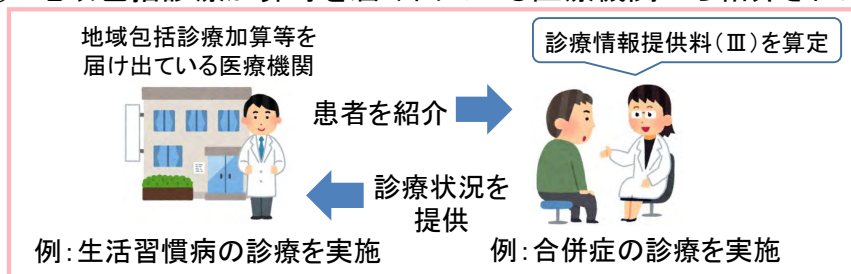 地域包括診療加算等を
届け出ている医療機関
診療情報提供料(Ⅲ)を算定
患者を紹介
診療状況を
提供
例:生活習慣病の診療を実施
例:合併症の診療を実施